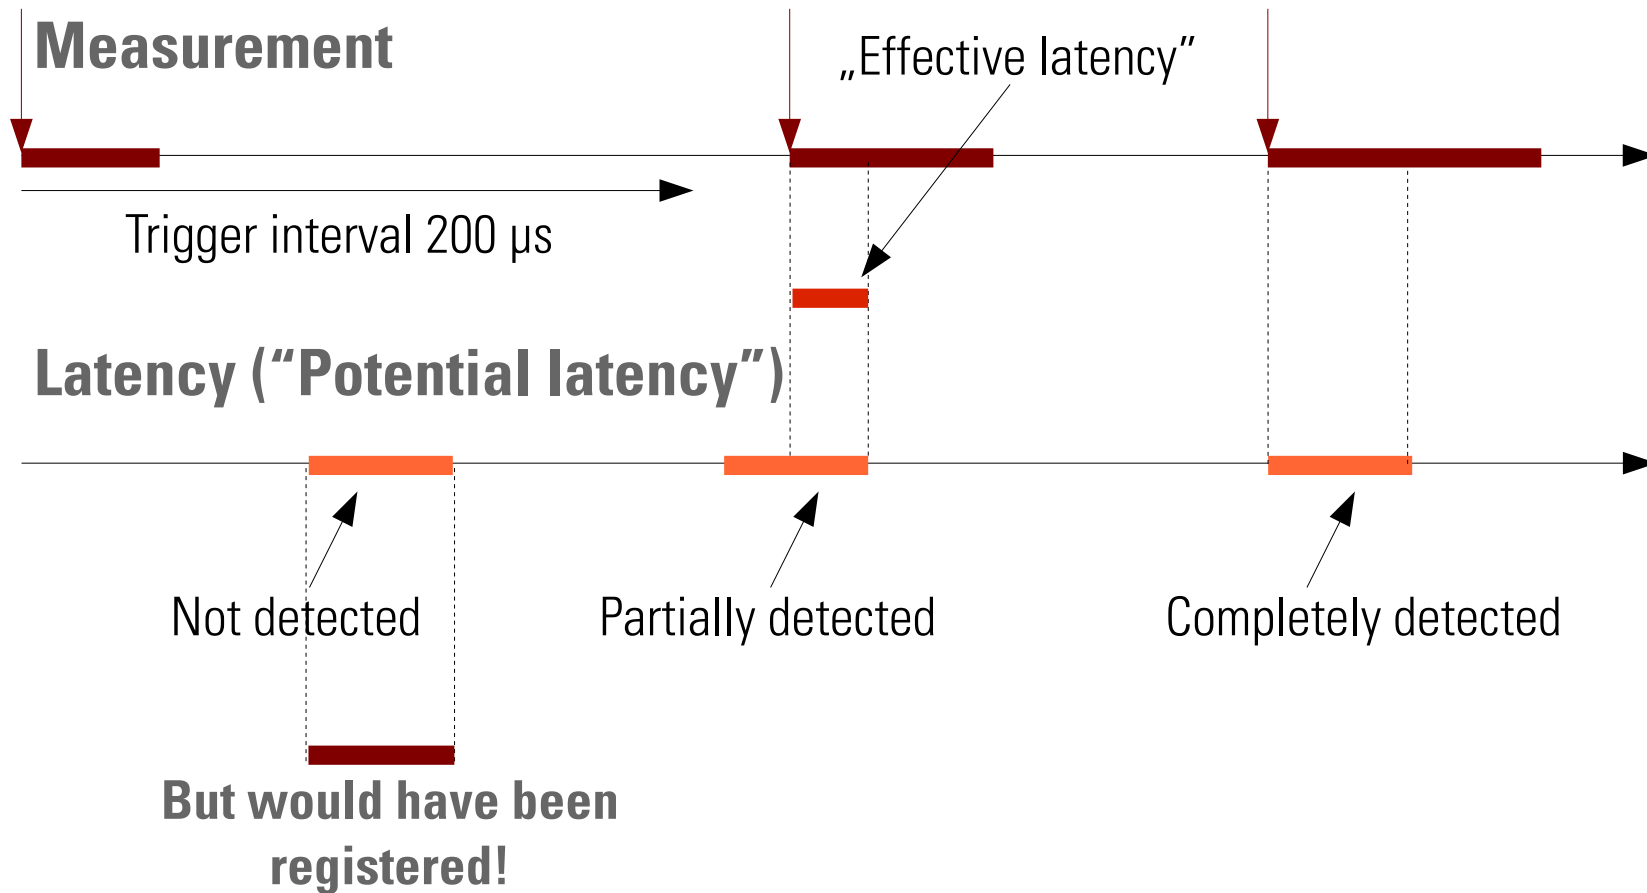 Measurement
„Effective latency”
Trigger interval 200 µs
Latency (“Potential latency”)
Not detected
Partially detected
Completely detected
But would have been
registered!